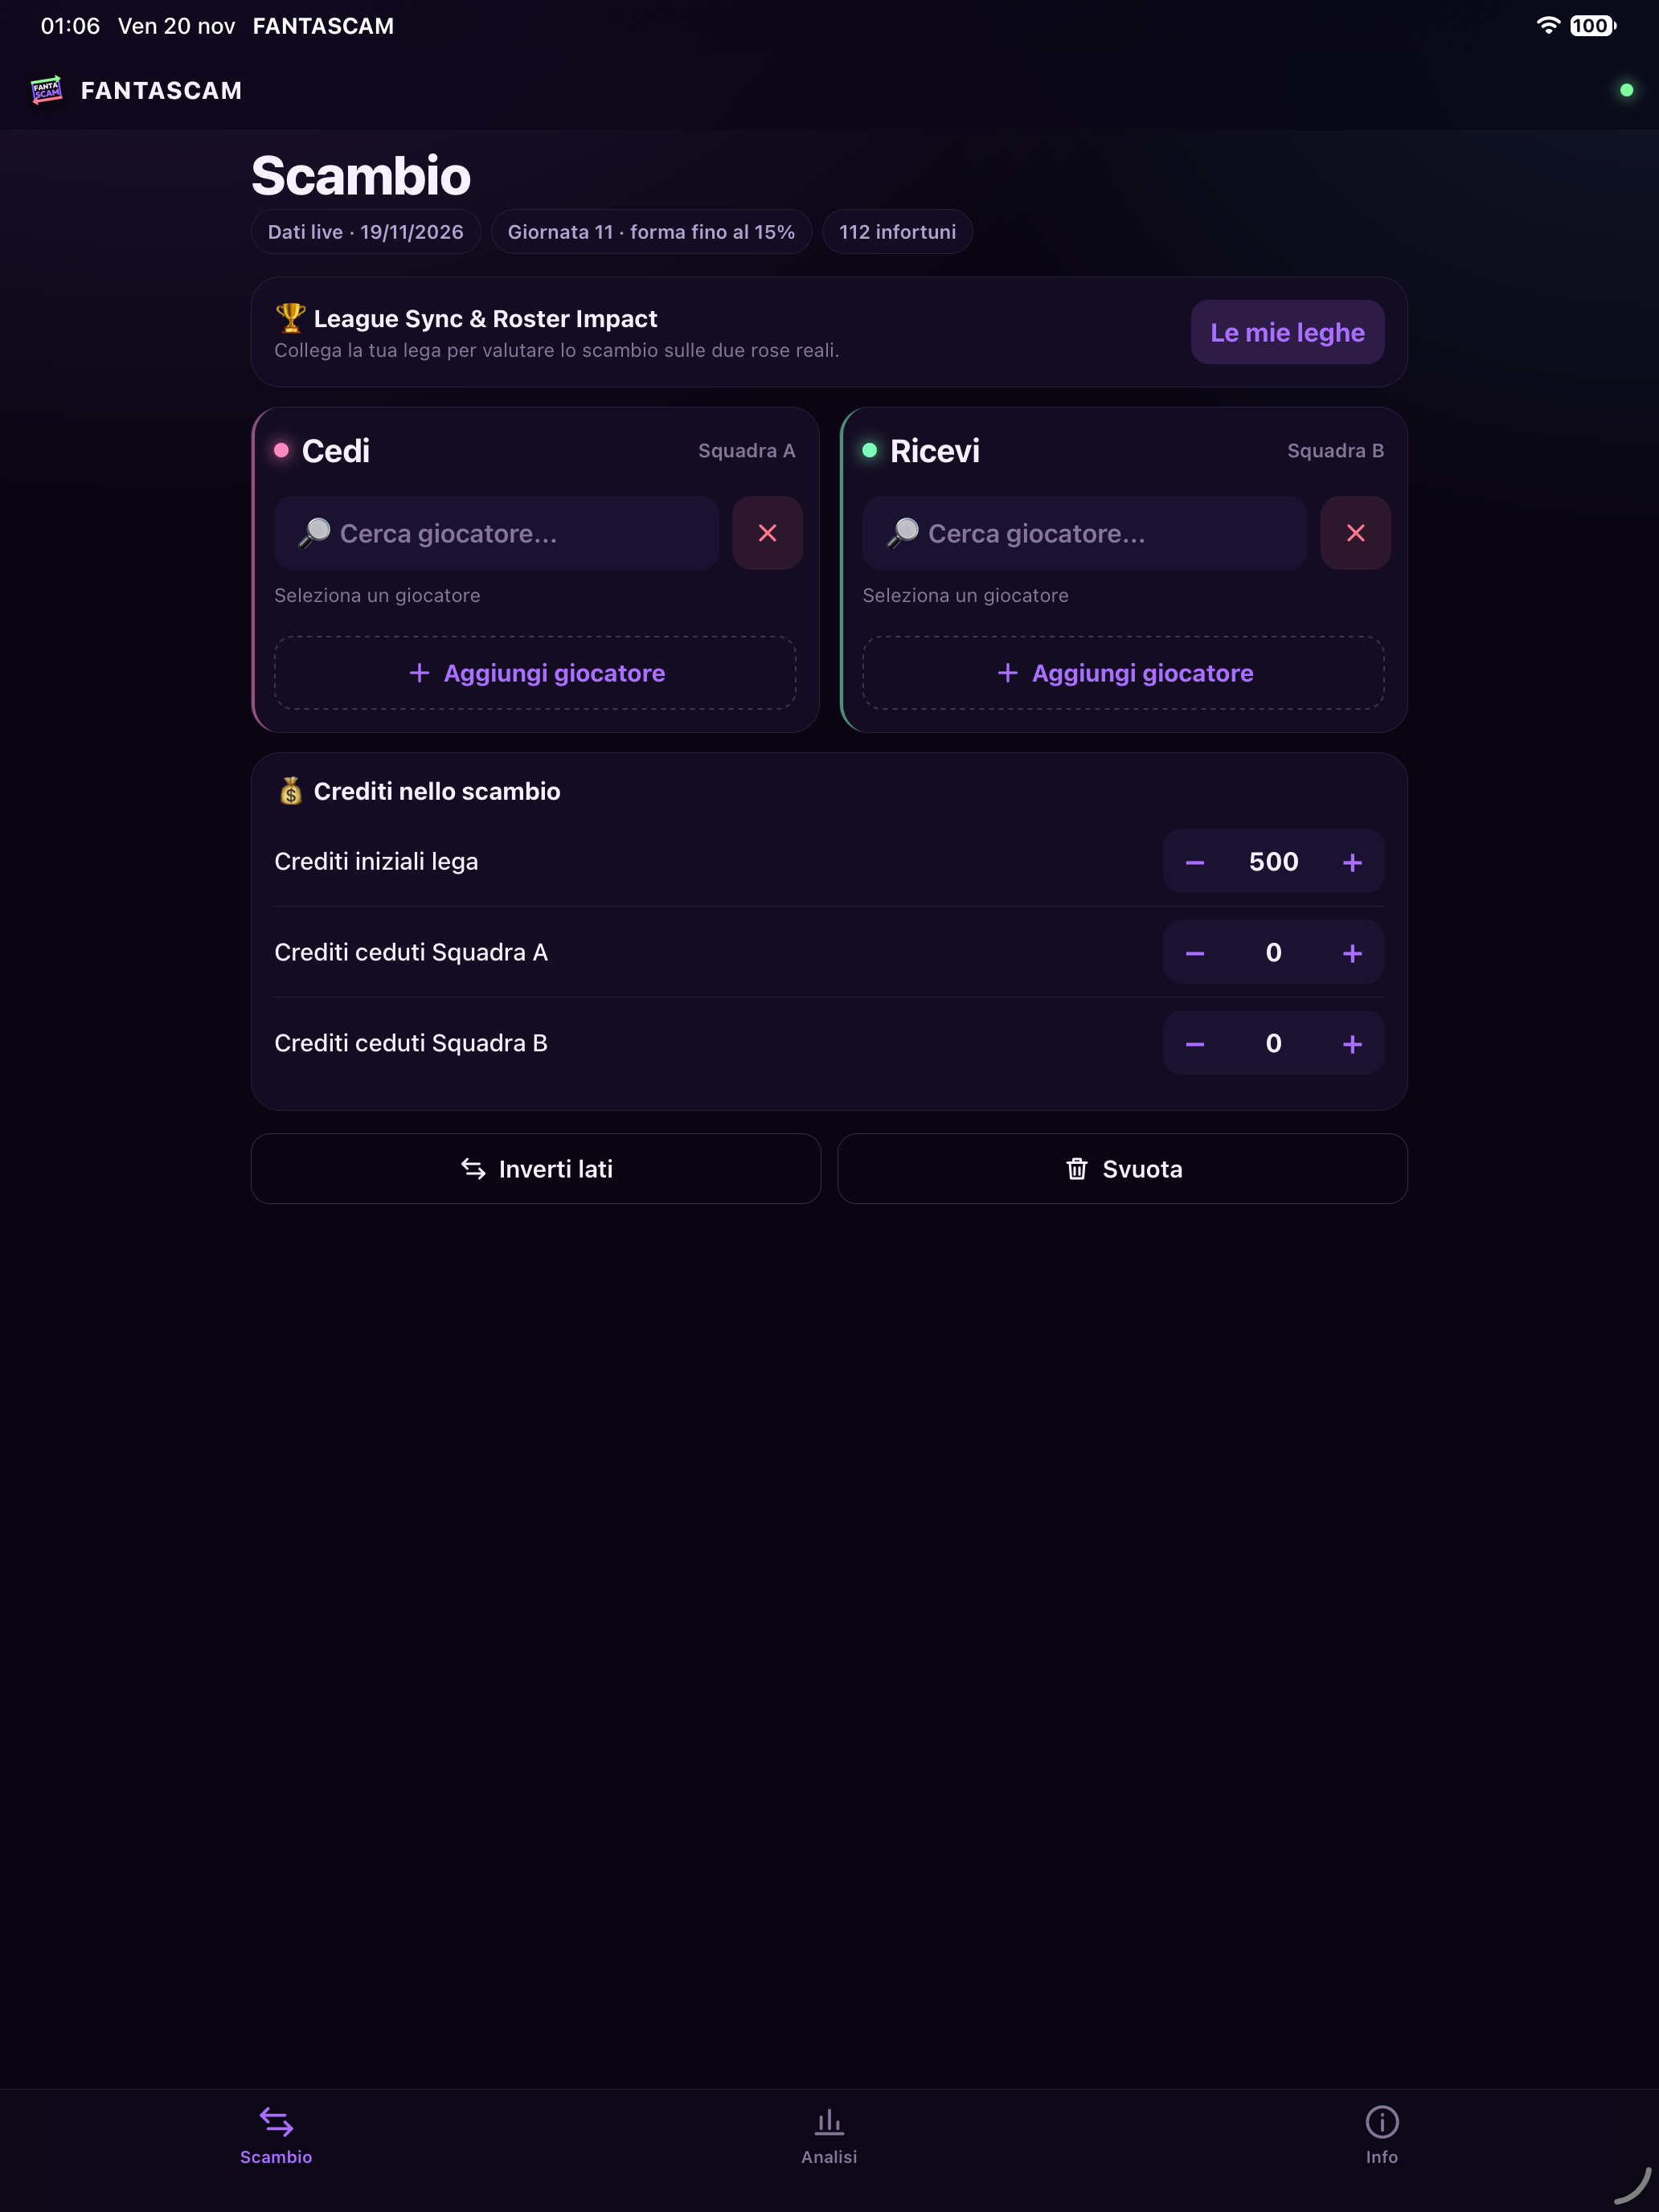 01:06 Ven 20 nov FANTASCAM 100
FANTA SCAM FANTASCAM
Scambio
Dati live · 19/11/2026 Giornata 11 · forma fino al 15% 112 infortuni
🏆 League Sync & Roster Impact
Collega la tua lega per valutare lo scambio sulle due rose reali.
Le mie leghe
Cedi Squadra A
🔎 Cerca giocatore...
Seleziona un giocatore
+ Aggiungi giocatore
Ricevi Squadra B
🔎 Cerca giocatore...
Seleziona un giocatore
+ Aggiungi giocatore
💰 Crediti nello scambio
Crediti iniziali lega − 500 +
Crediti ceduti Squadra A − 0 +
Crediti ceduti Squadra B − 0 +
Inverti lati Svuota
Scambio Analisi Info